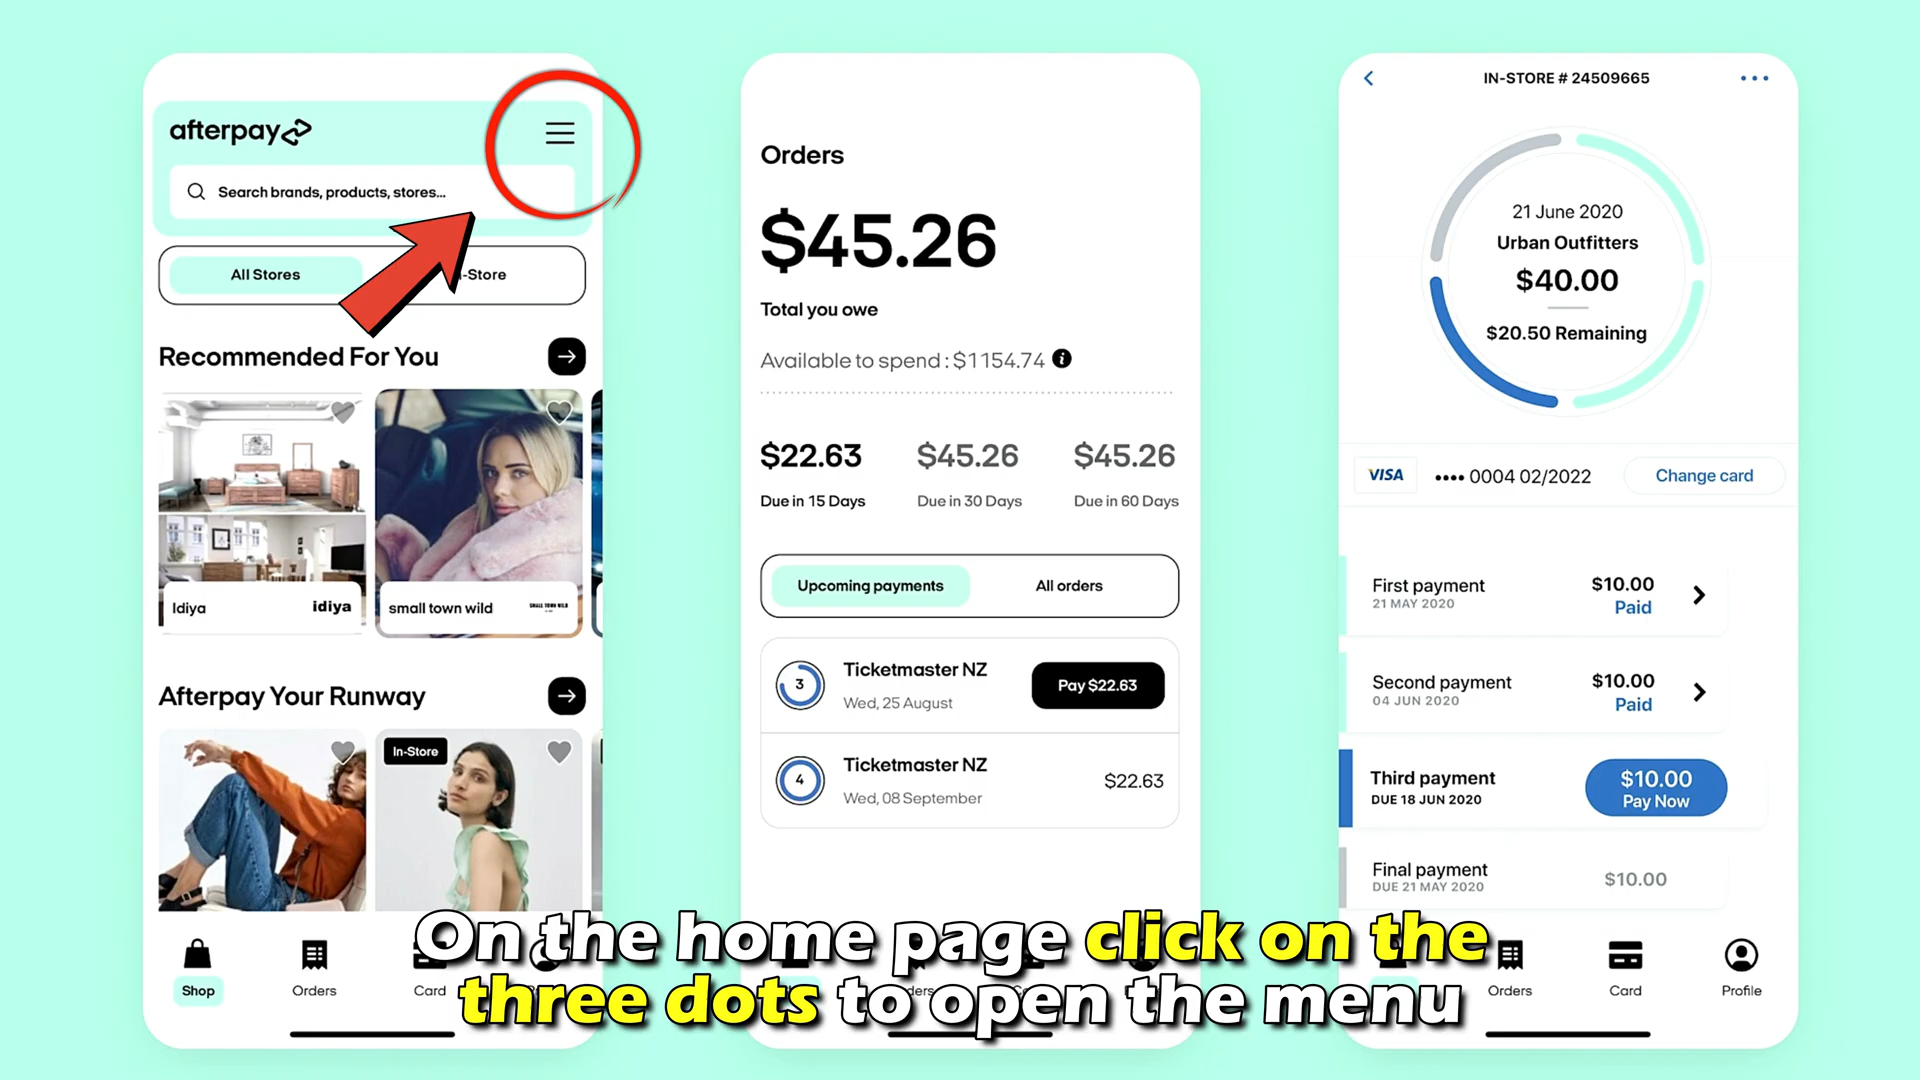 afterpay
Search brands, products, stores...
All Stores
-Store
Recommended For You
Idiya
idiya
small town wild
SMALL TOWN WILD
Afterpay Your Runway
In-Store
Shop
Orders
Card
Orders
$45.26
Total you owe
Available to spend : $1154.74
$22.63 $45.26 $45.26
Due in 15 Days Due in 30 Days Due in 60 Days
Upcoming payments All orders
3
Ticketmaster NZ
Wed, 25 August
Pay $22.63
4
Ticketmaster NZ
Wed, 08 September
$22.63
IN-STORE # 24509665
21 June 2020
Urban Outfitters
$40.00
$20.50 Remaining
VISA •••• 0004 02/2022 Change card
First payment
21 MAY 2020
$10.00
Paid
Second payment
04 JUN 2020
$10.00
Paid
Third payment
DUE 18 JUN 2020
$10.00
Pay Now
Final payment
DUE 21 MAY 2020
$10.00
Orders
Card
Profile
On the home page click on the
three dots to open the menu